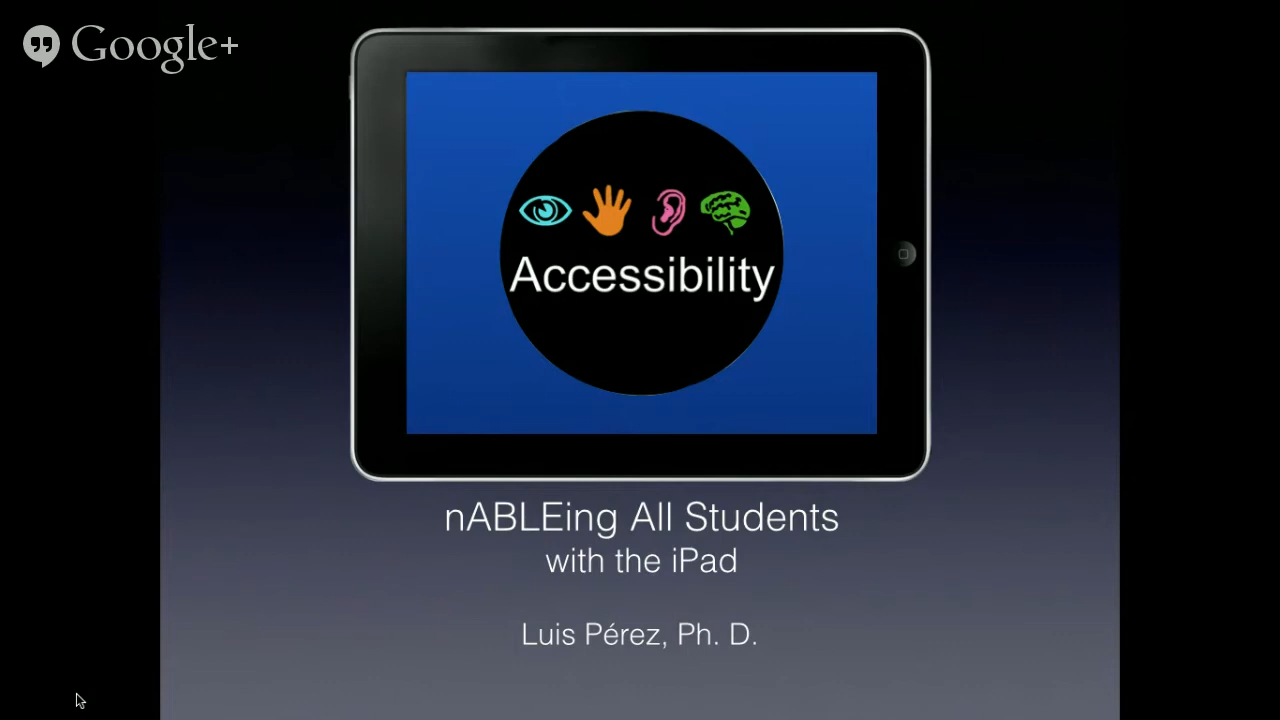 Google+
Accessibility
nABLEing All Students
with the iPad
Luis Pérez, Ph. D.